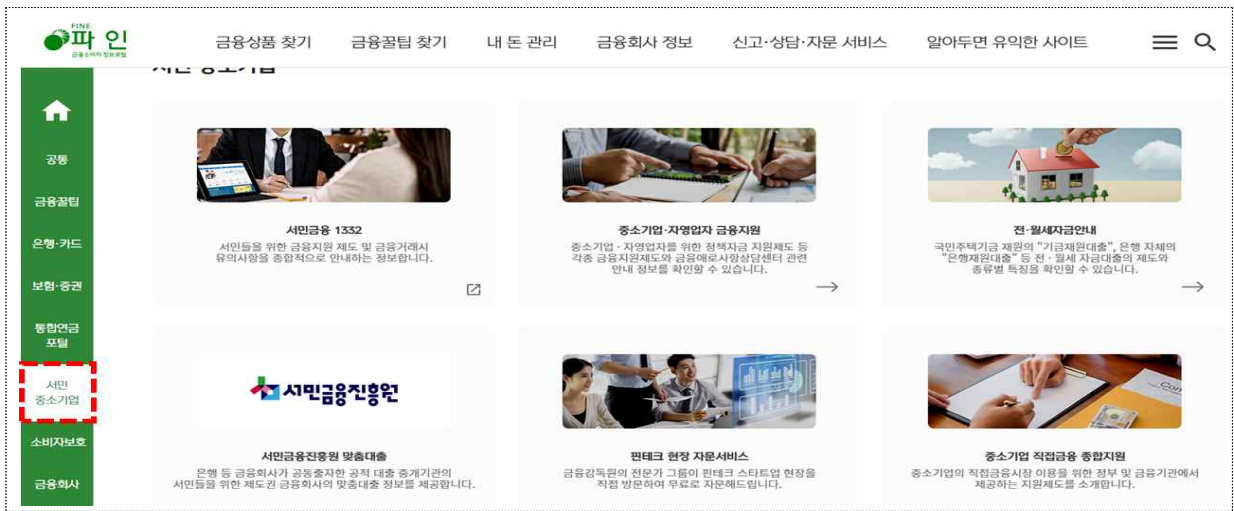 FINE
파인
금융소비자 정보포털
금융상품 찾기 금융꿀팁 찾기 내 돈 관리 금융회사 정보 신고·상담·자문 서비스 알아두면 유익한 사이트
서민 중소기업
공통
금융꿀팁
은행·카드
보험·증권
통합연금
포털
서민
중소기업
소비자보호
금융회사
서민금융 1332
서민들을 위한 금융지원 제도 및 금융거래시
유의사항을 종합적으로 안내하는 정보합니다.
중소기업·자영업자 금융지원
중소기업·자영업자를 위한 정책자금 지원제도 등
각종 금융지원제도와 금융애로사항상담센터 관련
안내 정보를 확인할 수 있습니다.
전·월세자금안내
국민주택기금 재원의 "기금재원대출", 은행 자체의
"은행재원대출" 등 전·월세 자금대출의 제도와
종류별 특징을 확인할 수 있습니다.
서민금융진흥원
서민금융진흥원 맞춤대출
은행 등 금융회사가 공동출자한 공적 대출 중개기관의
서민들을 위한 제도권 금융회사의 맞춤대출 정보를 제공합니다.
핀테크 현장 자문서비스
금융감독원의 전문가 그룹이 핀테크 스타트업 현장을
직접 방문하여 무료로 자문해드립니다.
중소기업 직접금융 종합지원
중소기업의 직접금융시장 이용을 위한 정부 및 금융기관에서
제공하는 지원제도를 소개합니다.